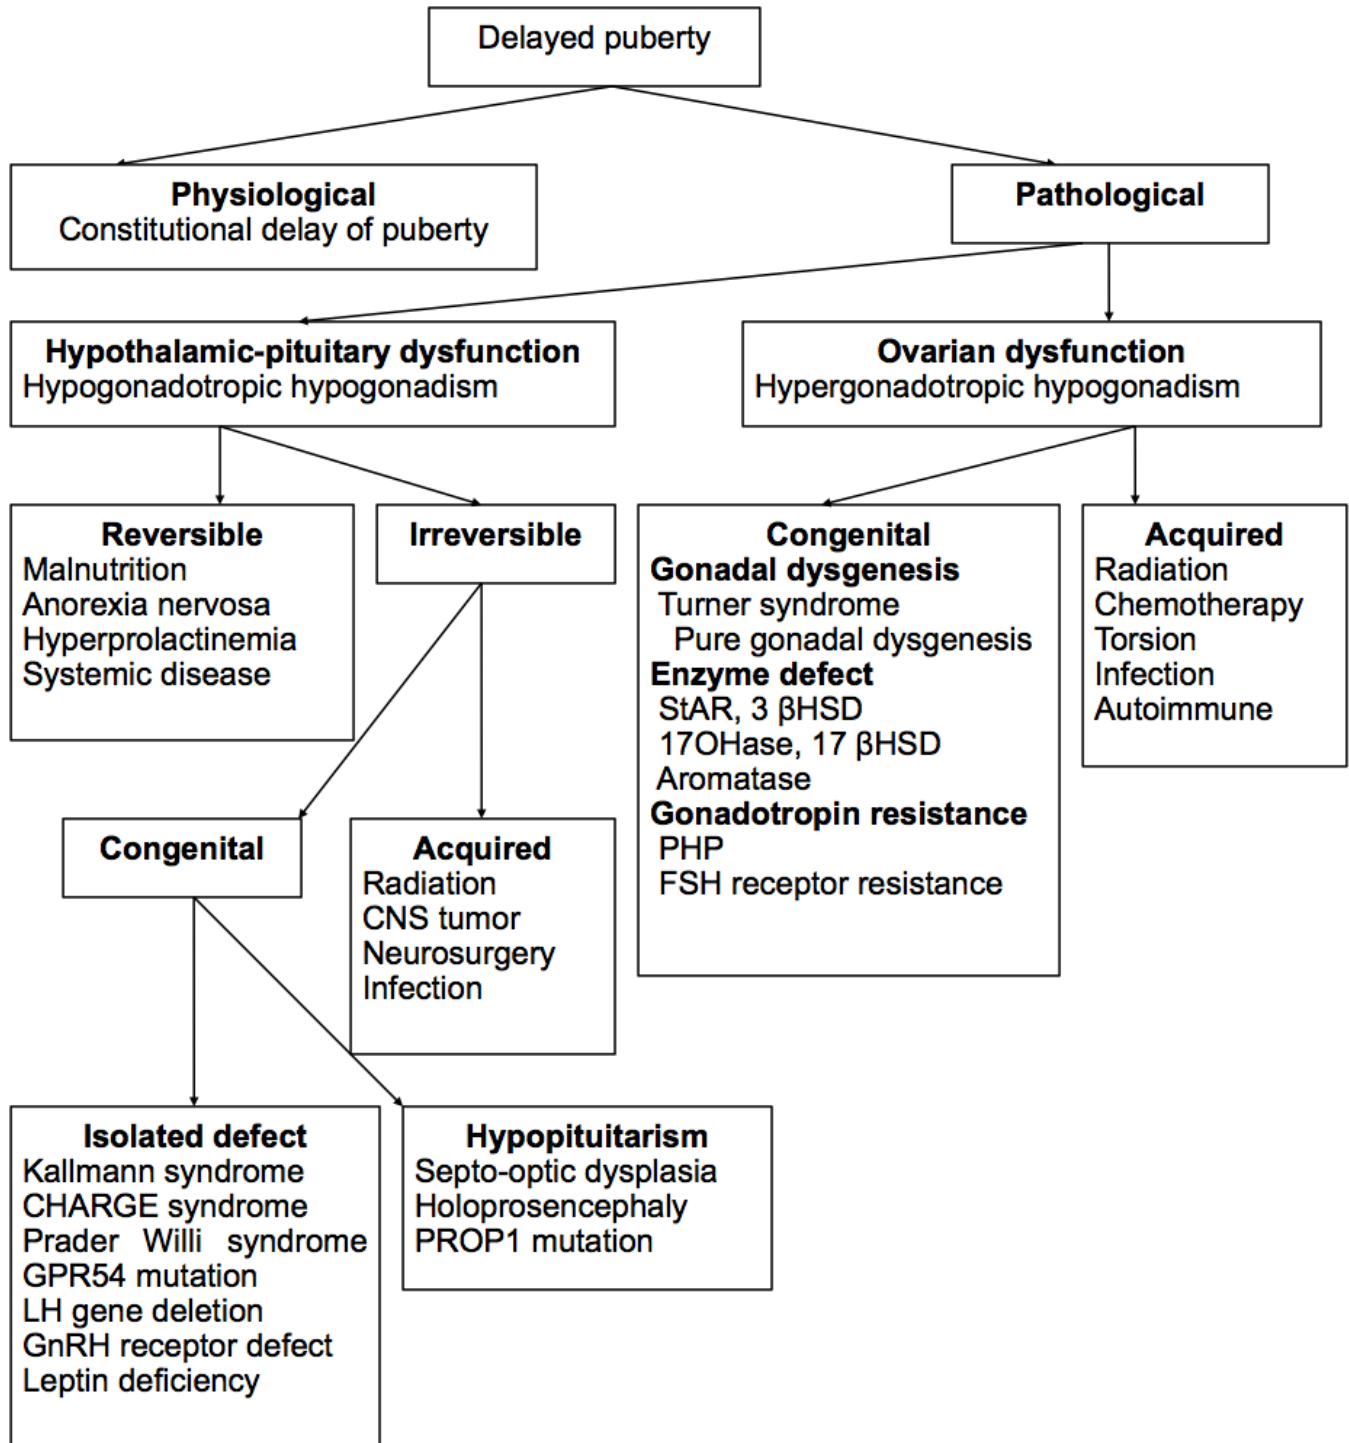 Delayed puberty
Physiological
Constitutional delay of puberty
Pathological
Hypothalamic-pituitary dysfunction
Hypogonadotropic hypogonadism
Ovarian dysfunction
Hypergonadotropic hypogonadism
Reversible
Malnutrition
Anorexia nervosa
Hyperprolactinemia
Systemic disease
Irreversible
Congenital
Gonadal dysgenesis
Turner syndrome
Pure gonadal dysgenesis
Enzyme defect
StAR, 3 βHSD
17OHase, 17 βHSD
Aromatase
Gonadotropin resistance
PHP
FSH receptor resistance
Acquired
Radiation
Chemotherapy
Torsion
Infection
Autoimmune
Congenital
Acquired
Radiation
CNS tumor
Neurosurgery
Infection
Isolated defect
Kallmann syndrome
CHARGE syndrome
Prader Willi syndrome
GPR54 mutation
LH gene deletion
GnRH receptor defect
Leptin deficiency
Hypopituitarism
Septo-optic dysplasia
Holoprosencephaly
PROP1 mutation